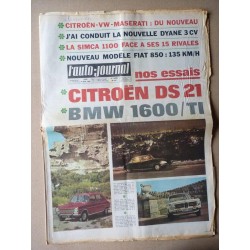 • CITROËN-VW-MASERATI : DU NOUVEAU
• J'AI CONDUIT LA NOUVELLE DYANE 3 CV
• LA SIMCA 1100 FACE A SES 15 RIVALES
• NOUVEAU MODELE FIAT 850 : 135 KM/H
l'auto-journal
nos essais
• CITROËN DS 21
• BMW 1600/TI